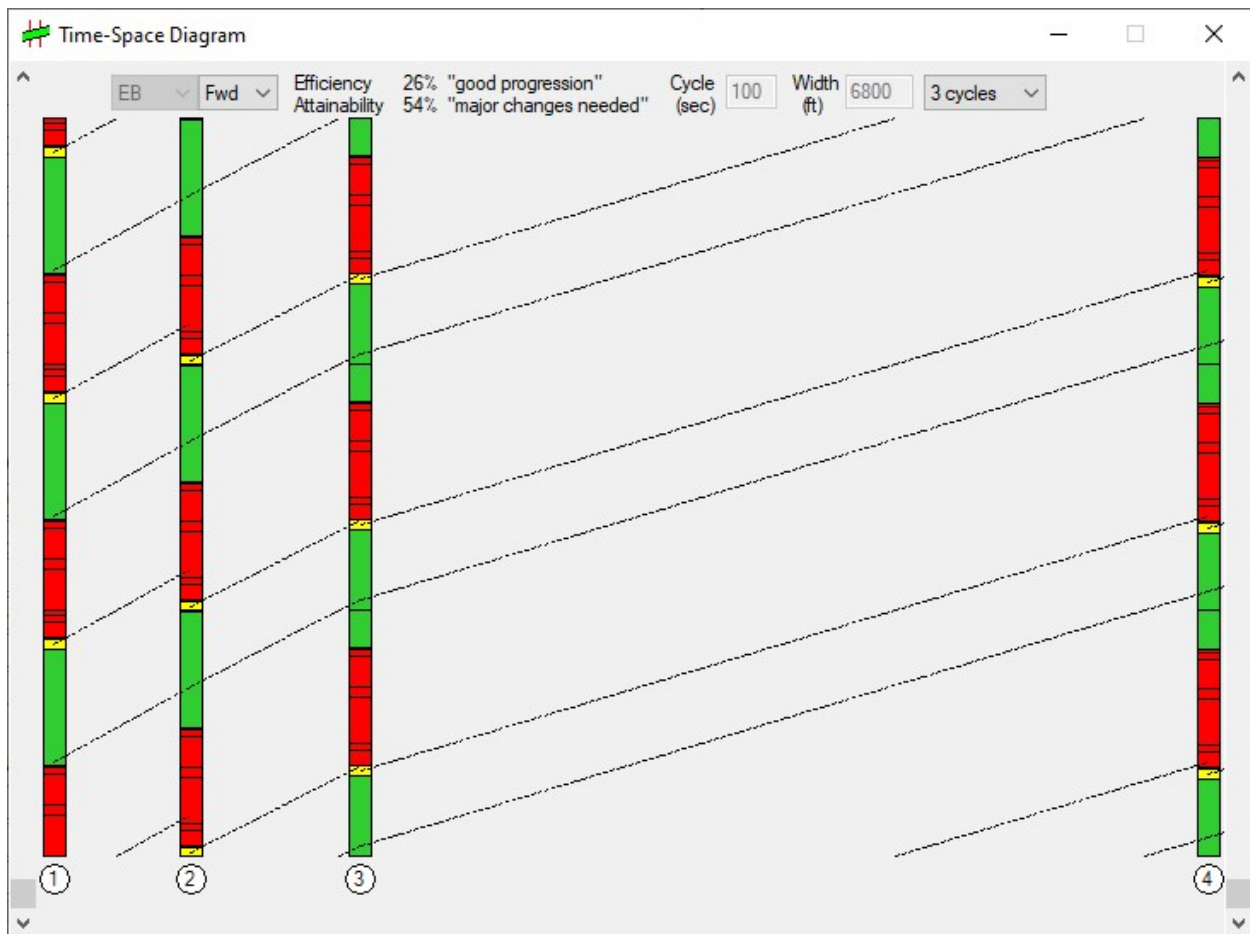 Time-Space Diagram
EB Fwd Efficiency 26% "good progression" Cycle 100 Width 6800 3 cycles
Attainability 54% "major changes needed" (sec) (ft)
1 2 3 4